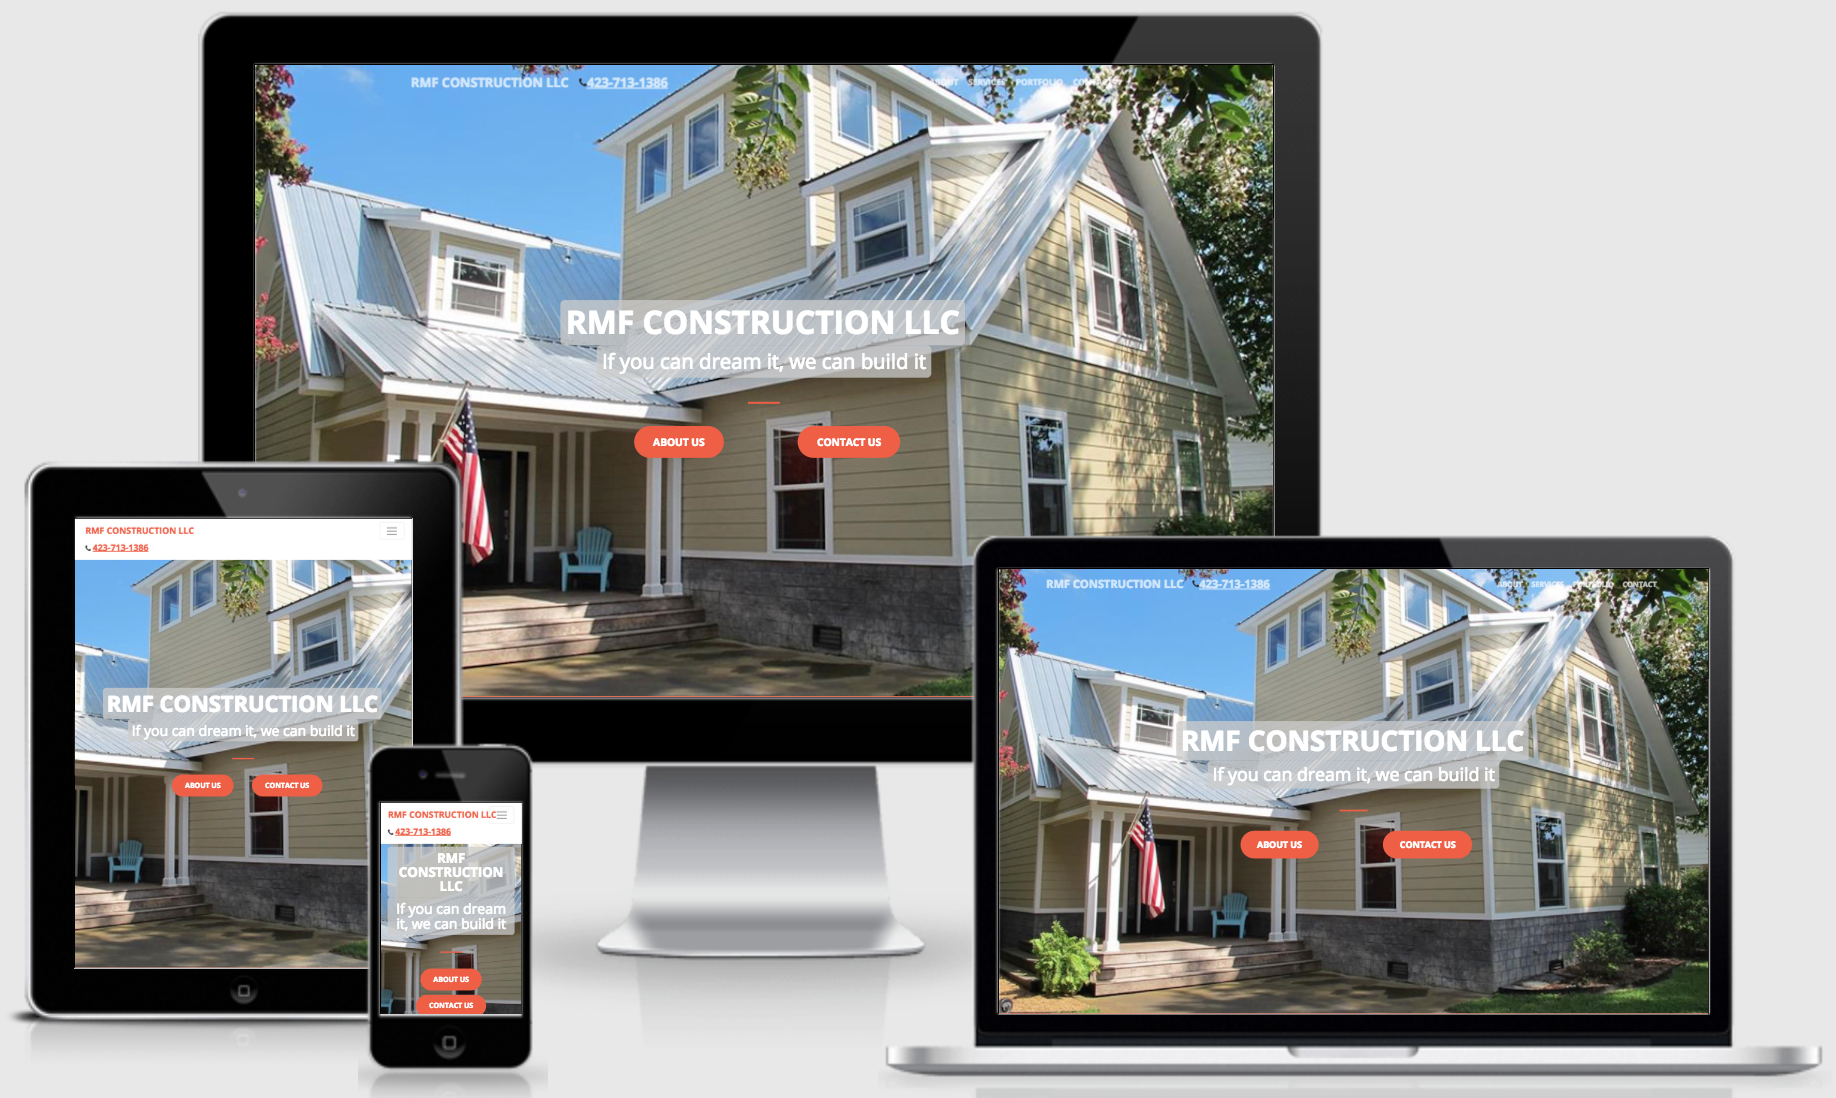 RMF CONSTRUCTION LLC 423-713-1386 ABOUT SERVICES PORTFOLIO
RMF CONSTRUCTION LLC
If you can dream it, we can build it
ABOUT US CONTACT US
RMF CONSTRUCTION LLC
423-713-1386
RMF CONSTRUCTION LLC
If you can dream it, we can build it
ABOUT US CONTACT US
RMF CONSTRUCTION LLC
423-713-1386
RMF
CONSTRUCTION
LLC
If you can dream
it, we can build it
ABOUT US
CONTACT US
RMF CONSTRUCTION LLC 423-713-1386 ABOUT SERVICES PORTFOLIO CONTACT
RMF CONSTRUCTION LLC
If you can dream it, we can build it
ABOUT US CONTACT US